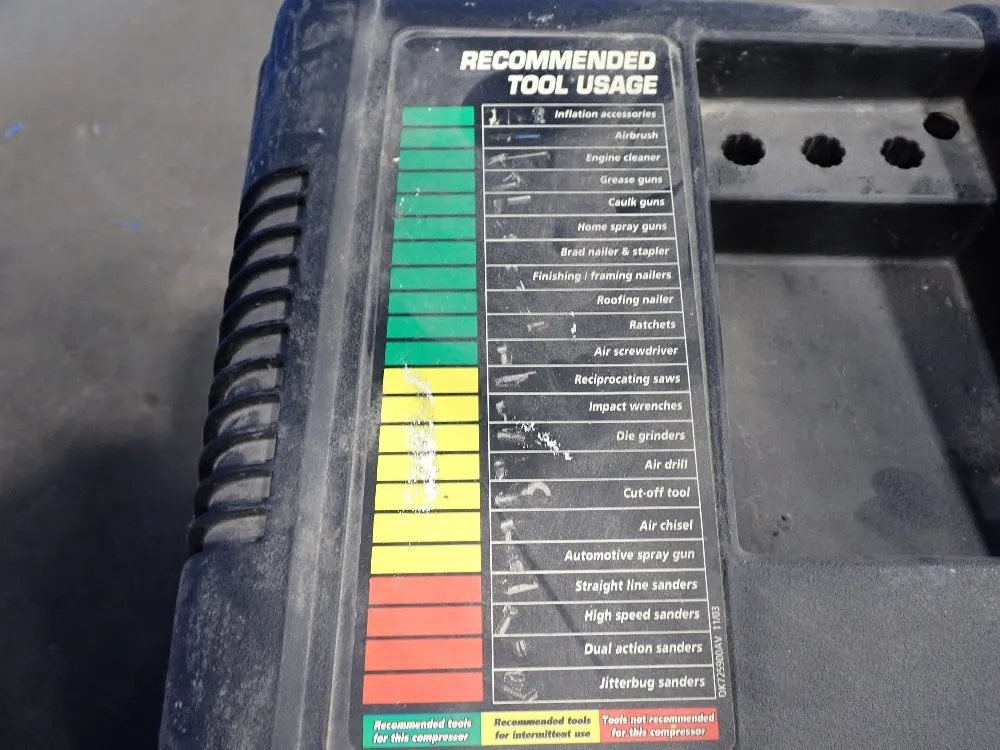 RECOMMENDED
TOOL USAGE
Inflation accessories
Airbrush
Engine cleaner
Grease guns
Caulk guns
Home spray guns
Brad nailer & stapler
Finishing / framing nailers
Roofing nailer
Ratchets
Air screwdriver
Reciprocating saws
Impact wrenches
Die grinders
Air drill
Cut-off tool
Air chisel
Automotive spray gun
Straight line sanders
High speed sanders
Dual action sanders
Jitterbug sanders
DK725900AV 11/03
Recommended tools
for this compressor
Recommended tools
for intermittent use
Tools not recommended
for this compressor